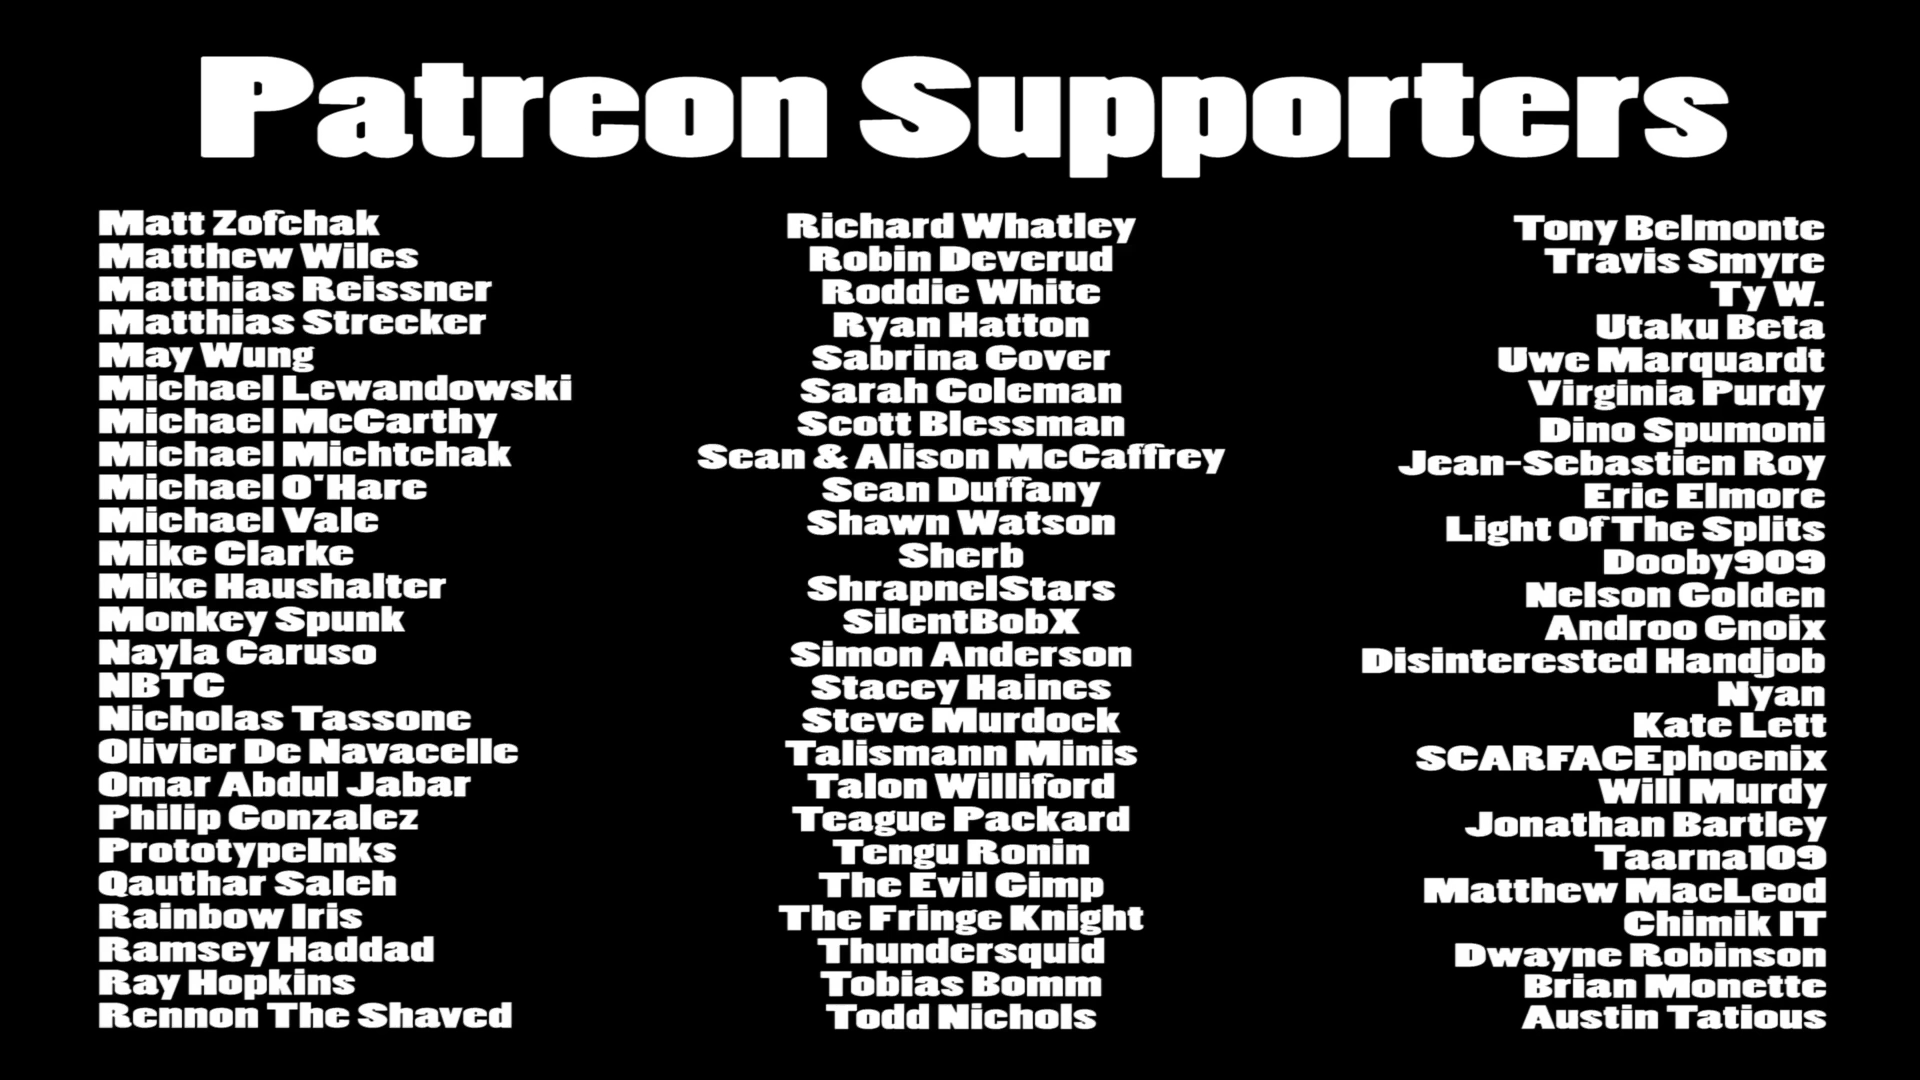 Patreon Supporters
Matt Zofchak
Matthew Wiles
Matthias Reissner
Matthias Strecker
May Wung
Michael Lewandowski
Michael McCarthy
Michael Michtchak
Michael O'Hare
Michael Vale
Mike Clarke
Mike Haushalter
Monkey Spunk
Nayla Caruso
NBTC
Nicholas Tassone
Olivier De Navacelle
Omar Abdul Jabar
Philip Gonzalez
PrototypeInks
Qauthar Saleh
Rainbow Iris
Ramsey Haddad
Ray Hopkins
Rennon The Shaved
Richard Whatley
Robin Deverud
Roddie White
Ryan Hatton
Sabrina Gover
Sarah Coleman
Scott Blessman
Sean & Alison McCaffrey
Sean Duffany
Shawn Watson
Sherb
ShrapnelStars
SilentBobX
Simon Anderson
Stacey Haines
Steve Murdock
Talismann Minis
Talon Williford
Teague Packard
Tengu Ronin
The Evil Gimp
The Fringe Knight
Thundersquid
Tobias Bomm
Todd Nichols
Tony Belmonte
Travis Smyre
Ty W.
Utaku Beta
Uwe Marquardt
Virginia Purdy
Dino Spumoni
Jean-Sebastien Roy
Eric Elmore
Light Of The Splits
Dooby909
Nelson Golden
Androo Gnoix
Disinterested Handjob
Nyan
Kate Lett
SCARFACEphoenix
Will Murdy
Jonathan Bartley
Taarna109
Matthew MacLeod
Chimik IT
Dwayne Robinson
Brian Monette
Austin Tatious